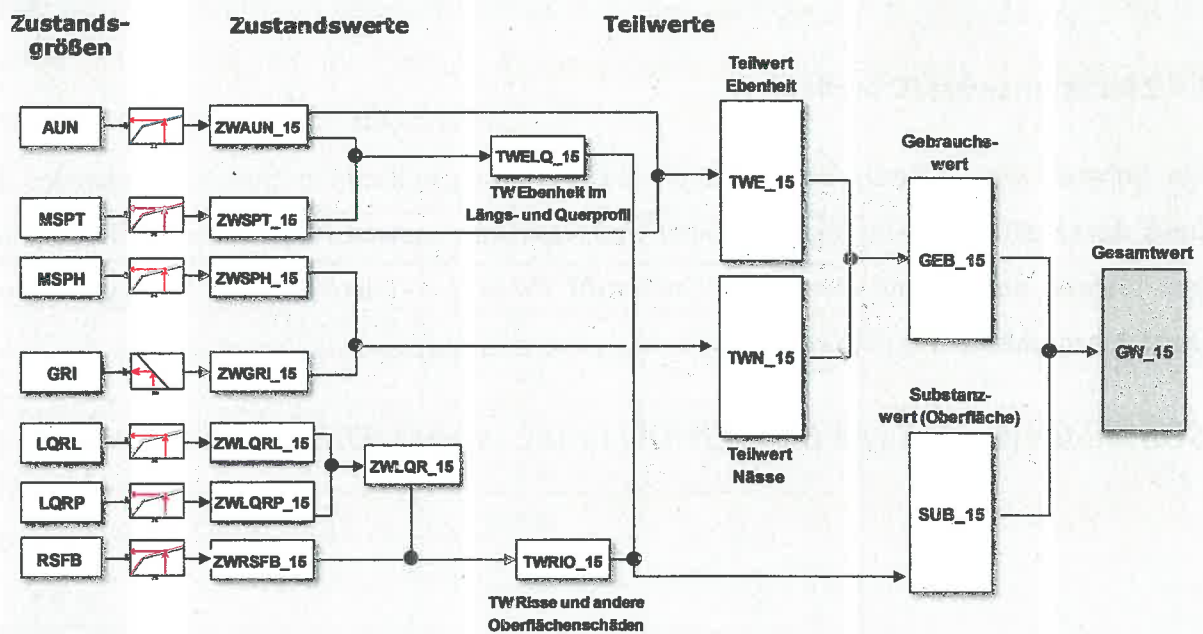 Zustands-
größen
Zustandswerte
Teilwerte
Teilwert
Ebenheit
AUN
ZWAUN_15
TWELQ_15
TW Ebenheit im
Längs- und Querprofil
TWE_15
Gebrauchs-
wert
MSPT
ZWSPT_15
GEB_15
Gesamtwert
MSPH
ZWSPH_15
TWN_15
GW_15
GRI
ZWGRI_15
Substanz-
wert (Oberfläche)
LQRL
ZWLQRL_15
ZWLQR_15
Teilwert
Nässe
LQRP
ZWLQRP_15
SUB_15
RSFB
ZWRSFB_15
TWRIO_15
TW Risse und andere
Oberflächenschäden